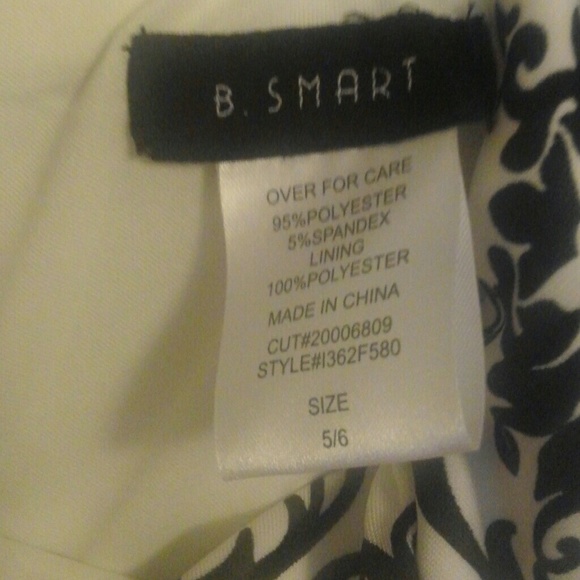 B. SMART
OVER FOR CARE
95%POLYESTER
5%SPANDEX
LINING
100%POLYESTER
MADE IN CHINA
CUT#20006809
STYLE#I362F580
SIZE
5/6